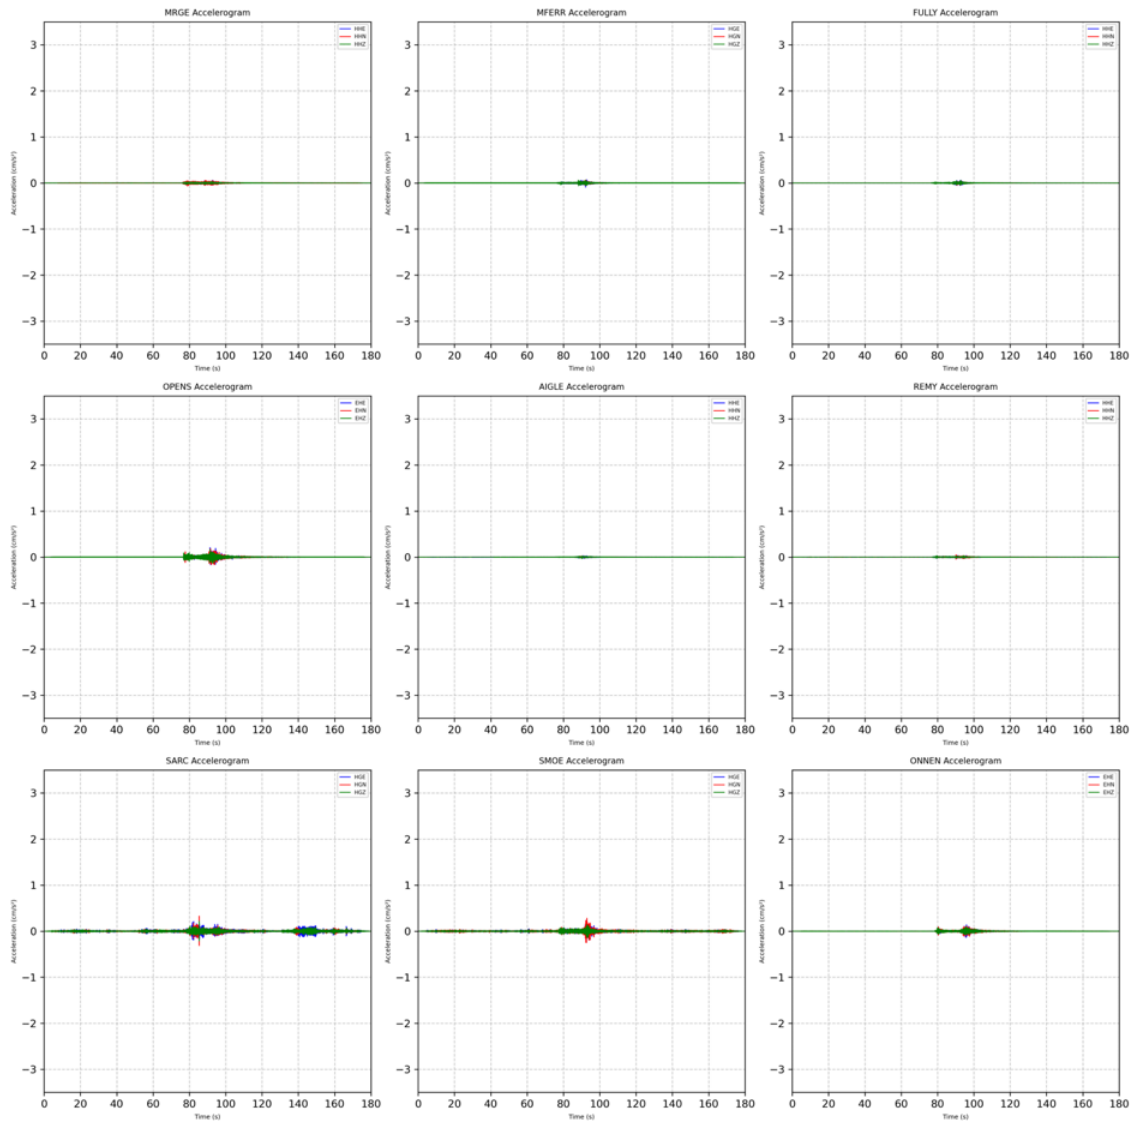 MRGE Accelerogram
HHE
HHN
HHZ
3
2
1
0
−1
−2
−3
Acceleration (cm/s²)
0 20 40 60 80 100 120 140 160 180
Time (s)
MFERR Accelerogram
HGE
HGN
HGZ
3
2
1
0
−1
−2
−3
Acceleration (cm/s²)
0 20 40 60 80 100 120 140 160 180
Time (s)
FULLY Accelerogram
HHE
HHN
HHZ
3
2
1
0
−1
−2
−3
Acceleration (cm/s²)
0 20 40 60 80 100 120 140 160 180
Time (s)
OPENS Accelerogram
EHE
EHN
EHZ
3
2
1
0
−1
−2
−3
Acceleration (cm/s²)
0 20 40 60 80 100 120 140 160 180
Time (s)
AIGLE Accelerogram
HHE
HHN
HHZ
3
2
1
0
−1
−2
−3
Acceleration (cm/s²)
0 20 40 60 80 100 120 140 160 180
Time (s)
REMY Accelerogram
HHE
HHN
HHZ
3
2
1
0
−1
−2
−3
Acceleration (cm/s²)
0 20 40 60 80 100 120 140 160 180
Time (s)
SARC Accelerogram
HGE
HGN
HGZ
3
2
1
0
−1
−2
−3
Acceleration (cm/s²)
0 20 40 60 80 100 120 140 160 180
Time (s)
SMOE Accelerogram
HGE
HGN
HGZ
3
2
1
0
−1
−2
−3
Acceleration (cm/s²)
0 20 40 60 80 100 120 140 160 180
Time (s)
ONNEN Accelerogram
EHE
EHN
EHZ
3
2
1
0
−1
−2
−3
Acceleration (cm/s²)
0 20 40 60 80 100 120 140 160 180
Time (s)